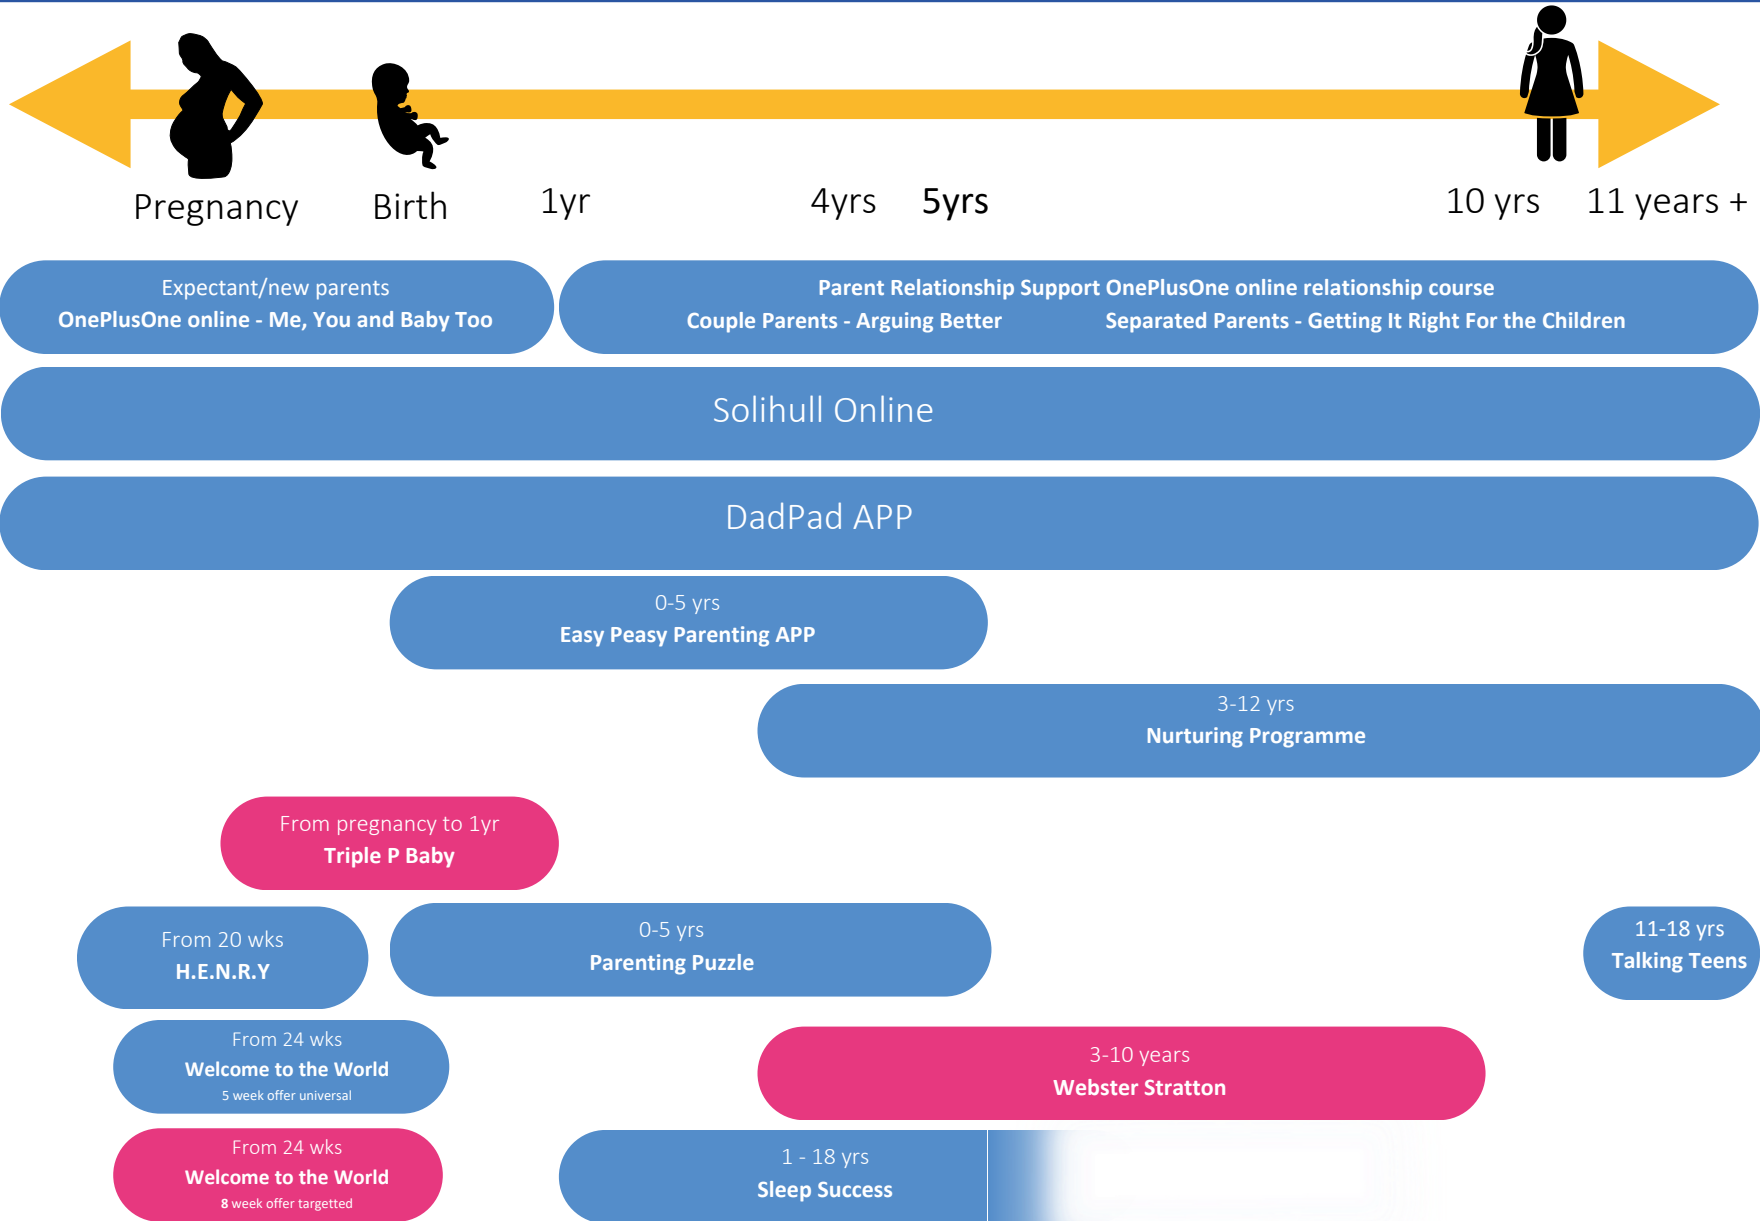 Pregnancy
Birth
1yr
4yrs
5yrs
10 yrs
11 years +
Expectant/new parents
OnePlusOne online - Me, You and Baby Too
Parent Relationship Support OnePlusOne online relationship course
Couple Parents - Arguing Better
Separated Parents - Getting It Right For the Children
Solihull Online
DadPad APP
0-5 yrs
Easy Peasy Parenting APP
3-12 yrs
Nurturing Programme
From pregnancy to 1yr
Triple P Baby
From 20 wks
H.E.N.R.Y
0-5 yrs
Parenting Puzzle
11-18 yrs
Talking Teens
From 24 wks
Welcome to the World
5 week offer universal
3-10 years
Webster Stratton
From 24 wks
Welcome to the World
8 week offer targetted
1 - 18 yrs
Sleep Success